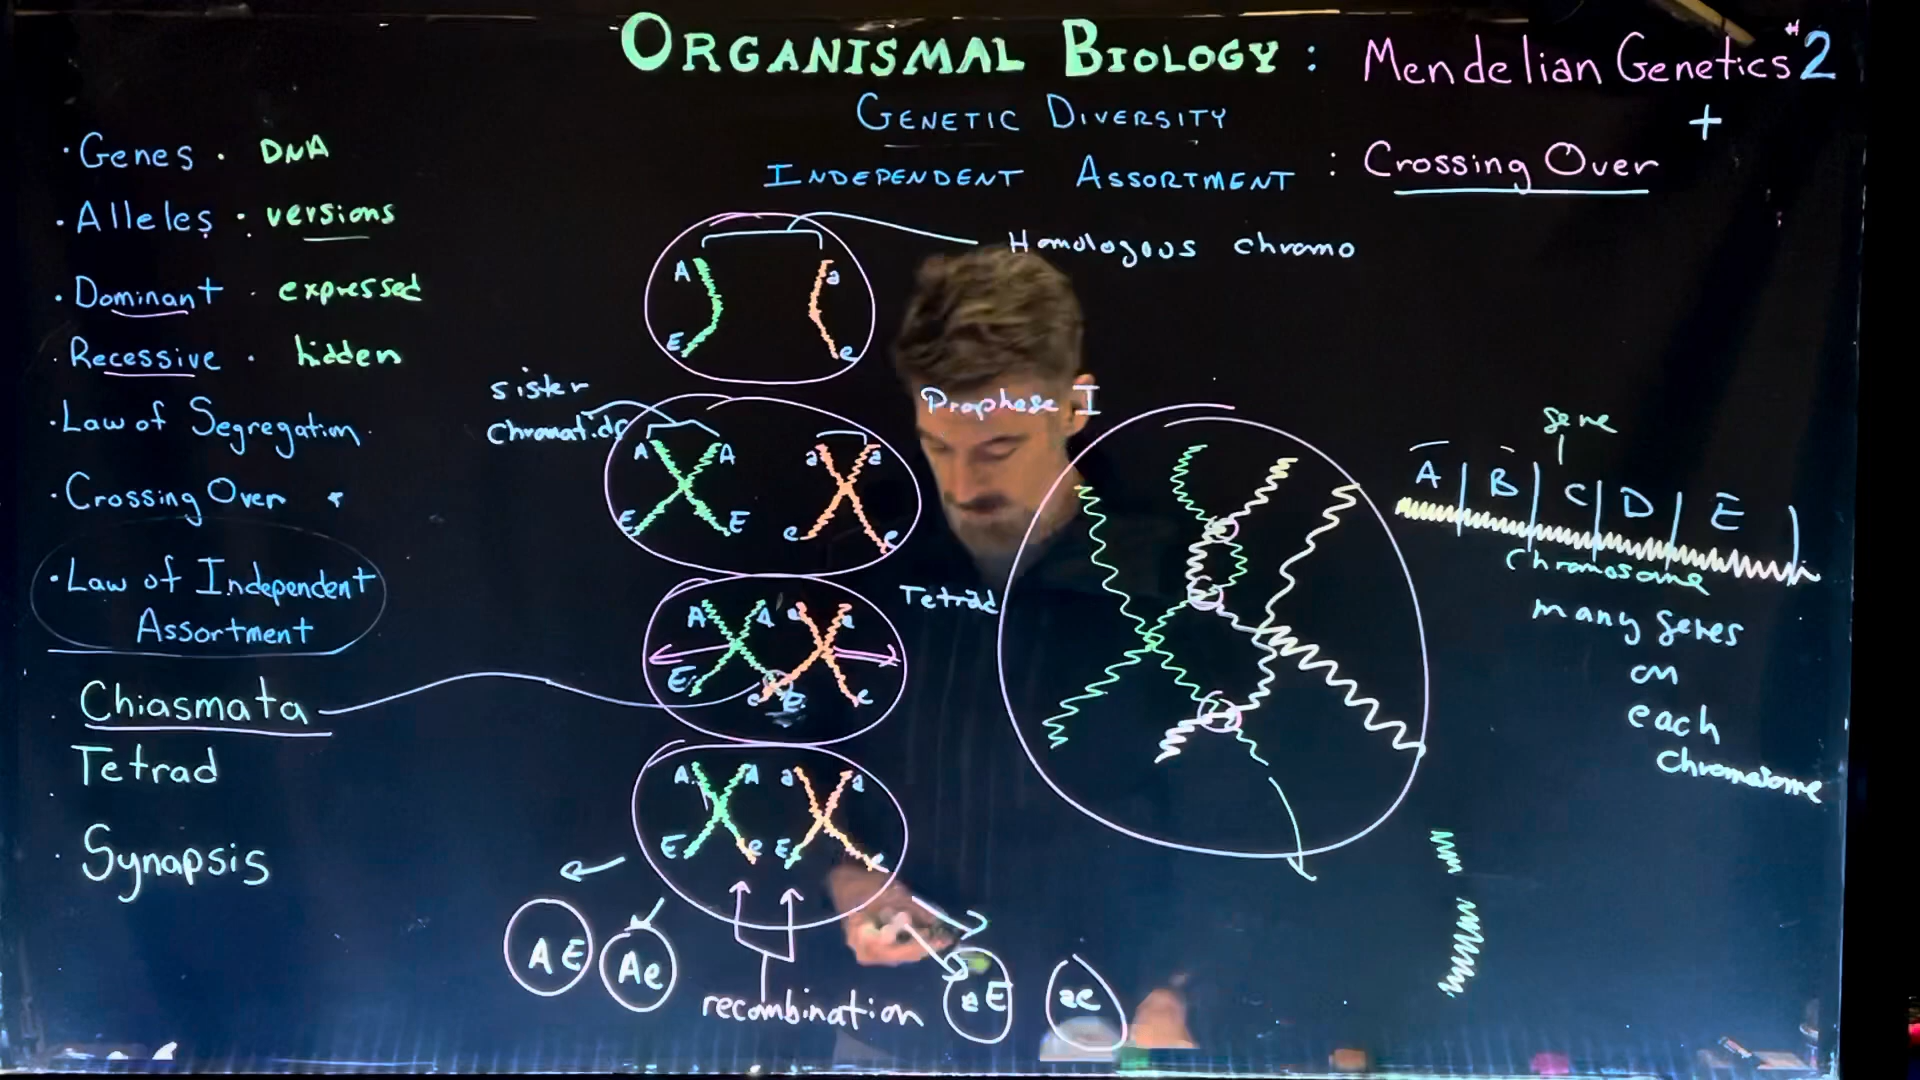 ORGANISMAL BIOLOGY : Mendelian Genetics #2
GENETIC DIVERSITY +
INDEPENDENT ASSORTMENT : Crossing Over
· Genes · DNA
· Alleles : versions
· Dominant · expressed
· Recessive · hidden
· Law of Segregation
· Crossing Over
· Law of Independent
Assortment
· Chiasmata
Tetrad
· Synapsis
Homologous chromo
A a
E e
sister
chromatids
Prophase I
A A a a
E E e e
Tetrad
A A a a
E e E e
A A a a
E e E e
AE Ae aE ae
recombination
gene
A B C D E
Chromosome
many genes
on
each
chromosome